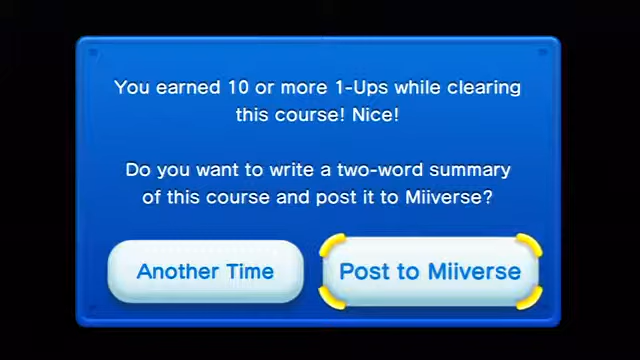 You earned 10 or more 1-Ups while clearing
this course! Nice!
Do you want to write a two-word summary
of this course and post it to Miiverse?
Another Time
Post to Miiverse